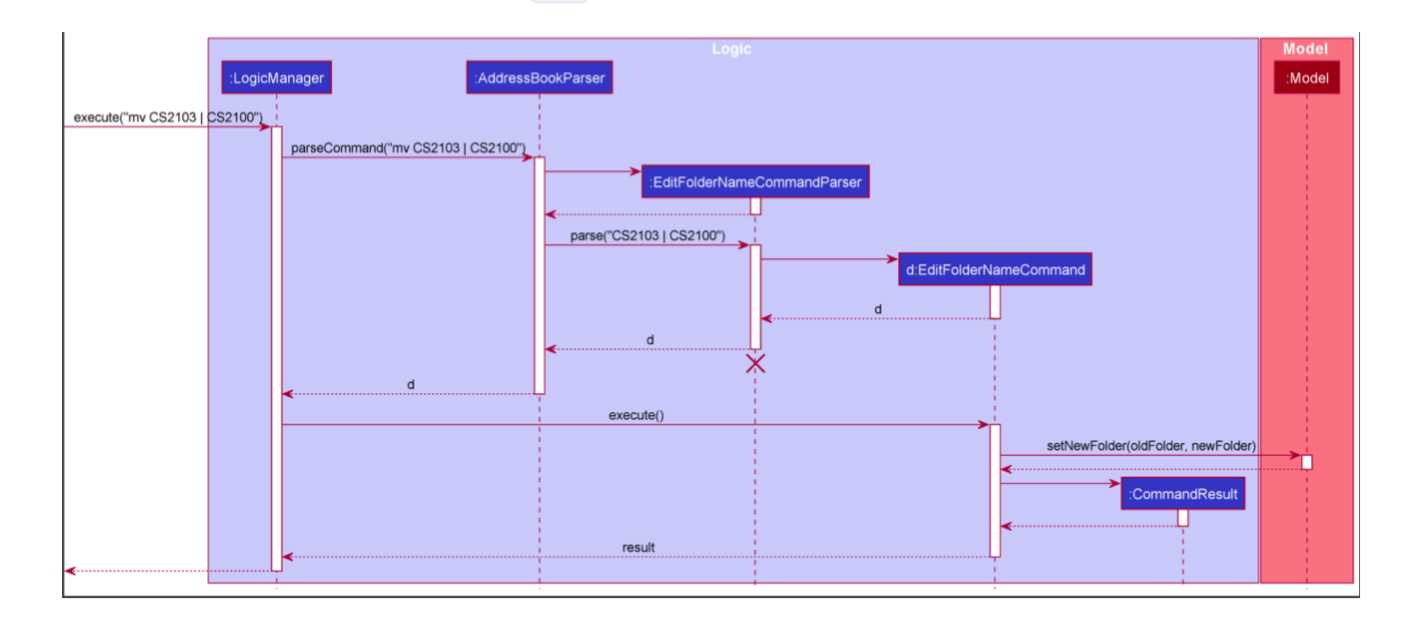 Logic
Model
:LogicManager
:AddressBookParser
:Model
execute("mv CS2103 | CS2100")
parseCommand("mv CS2103 | CS2100")
:EditFolderNameCommandParser
parse("CS2103 | CS2100")
d:EditFolderNameCommand
d
d
d
execute()
setNewFolder(oldFolder, newFolder)
:CommandResult
result